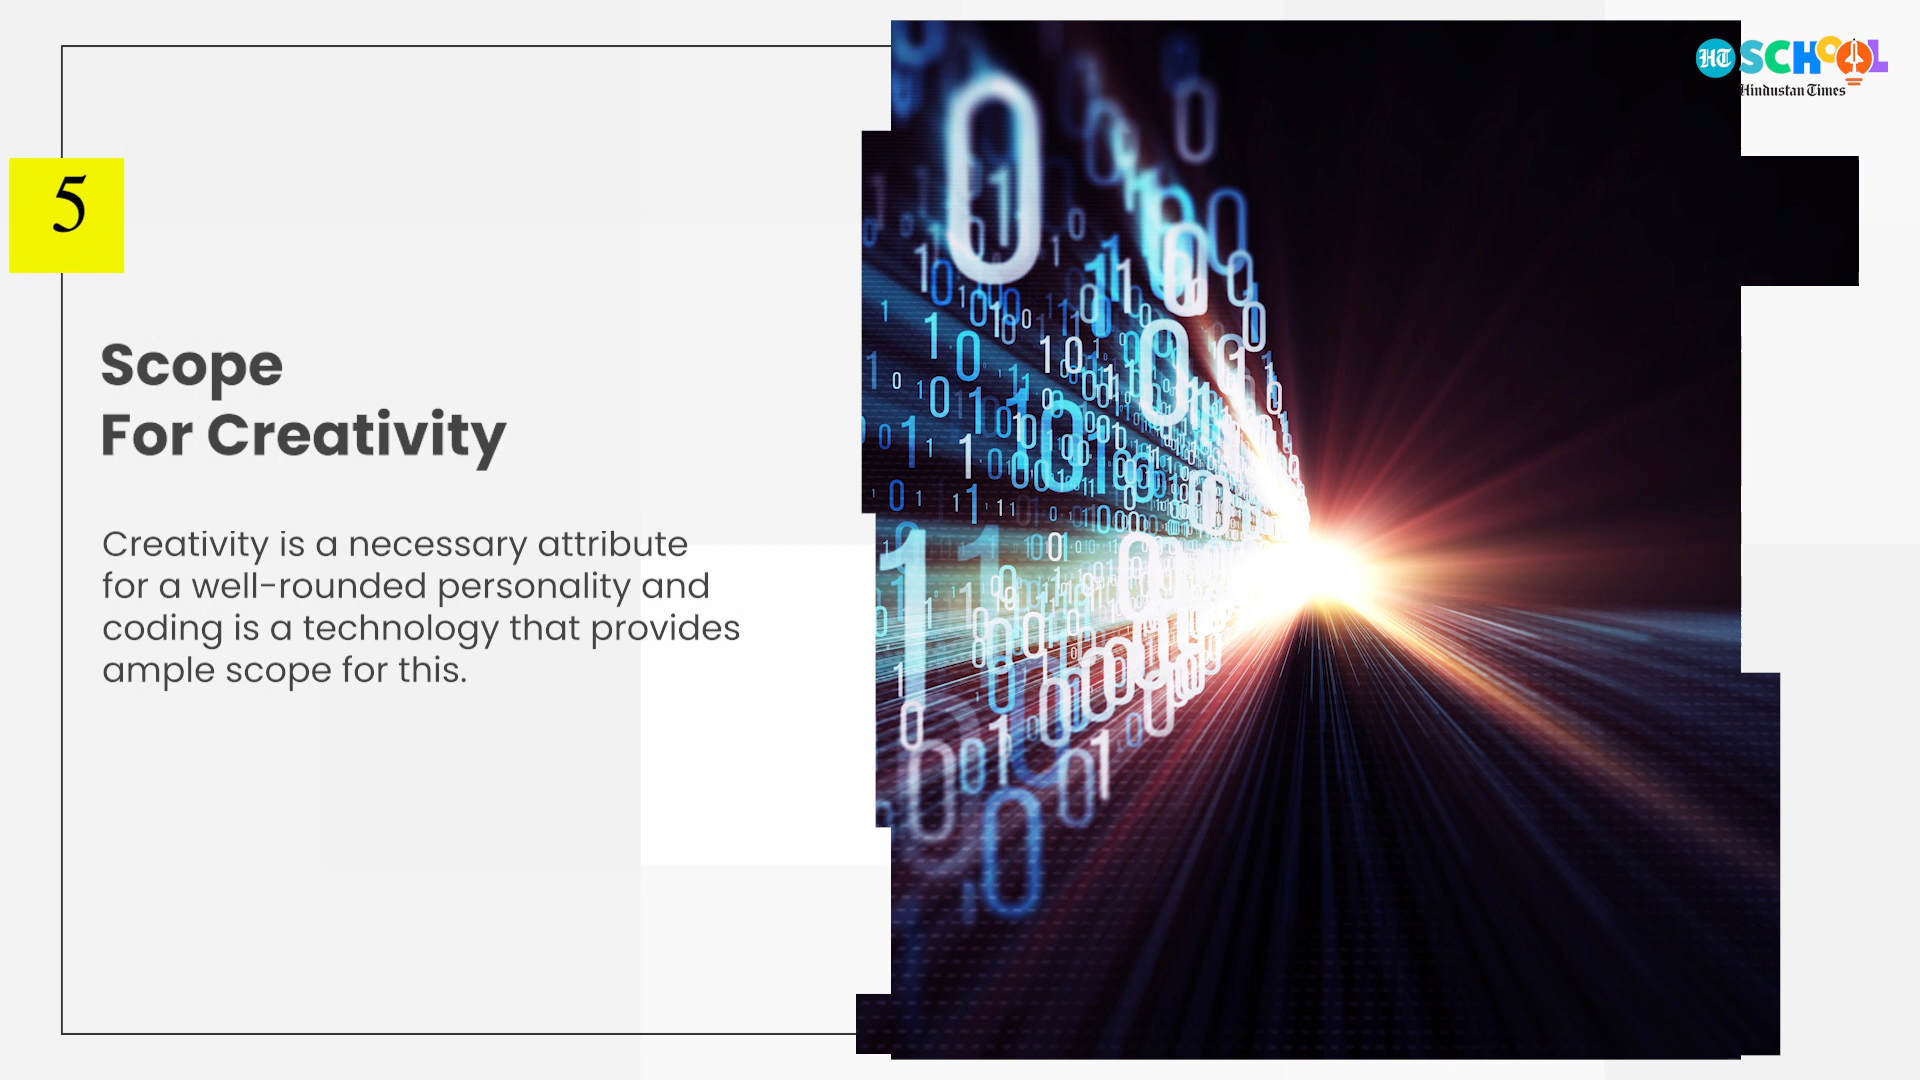 HT SCHOOL
Hindustan Times
5
Scope
For Creativity
Creativity is a necessary attribute
for a well-rounded personality and
coding is a technology that provides
ample scope for this.